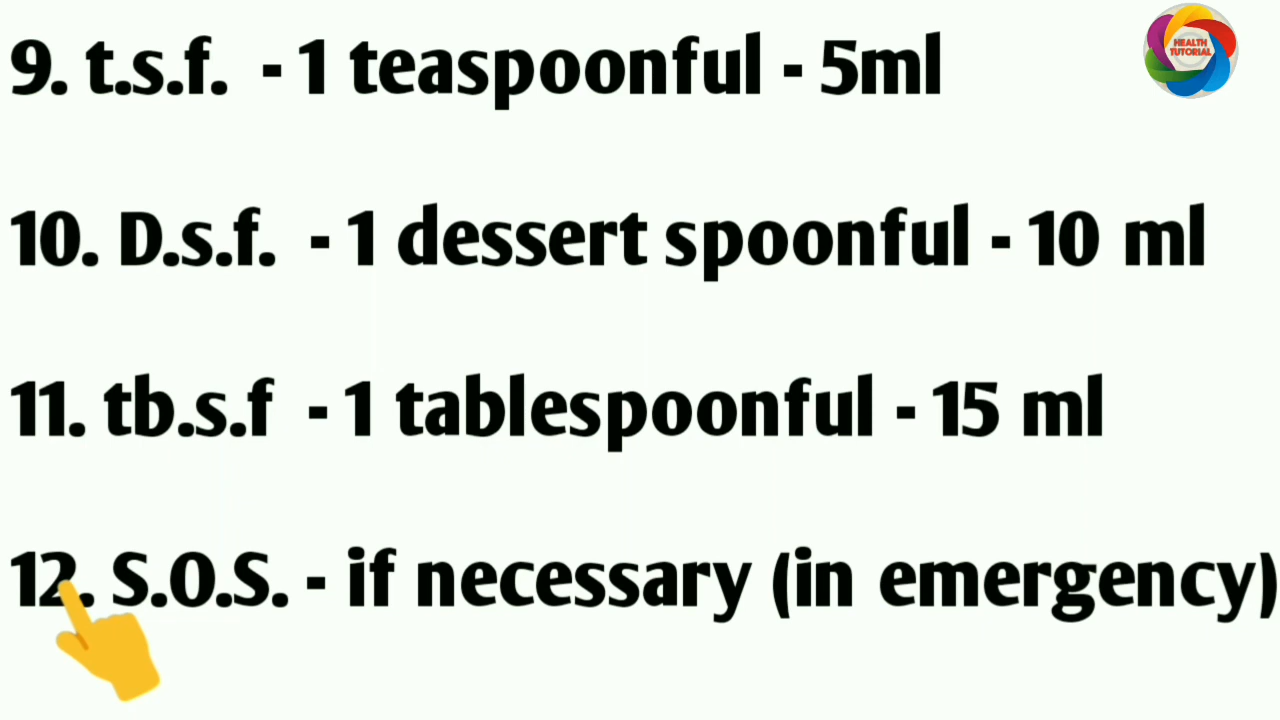 9. t.s.f. - 1 teaspoonful - 5ml
HEALTH
TUTORIAL
10. D.s.f. - 1 dessert spoonful - 10 ml
11. tb.s.f - 1 tablespoonful - 15 ml
12. S.O.S. - if necessary (in emergency)